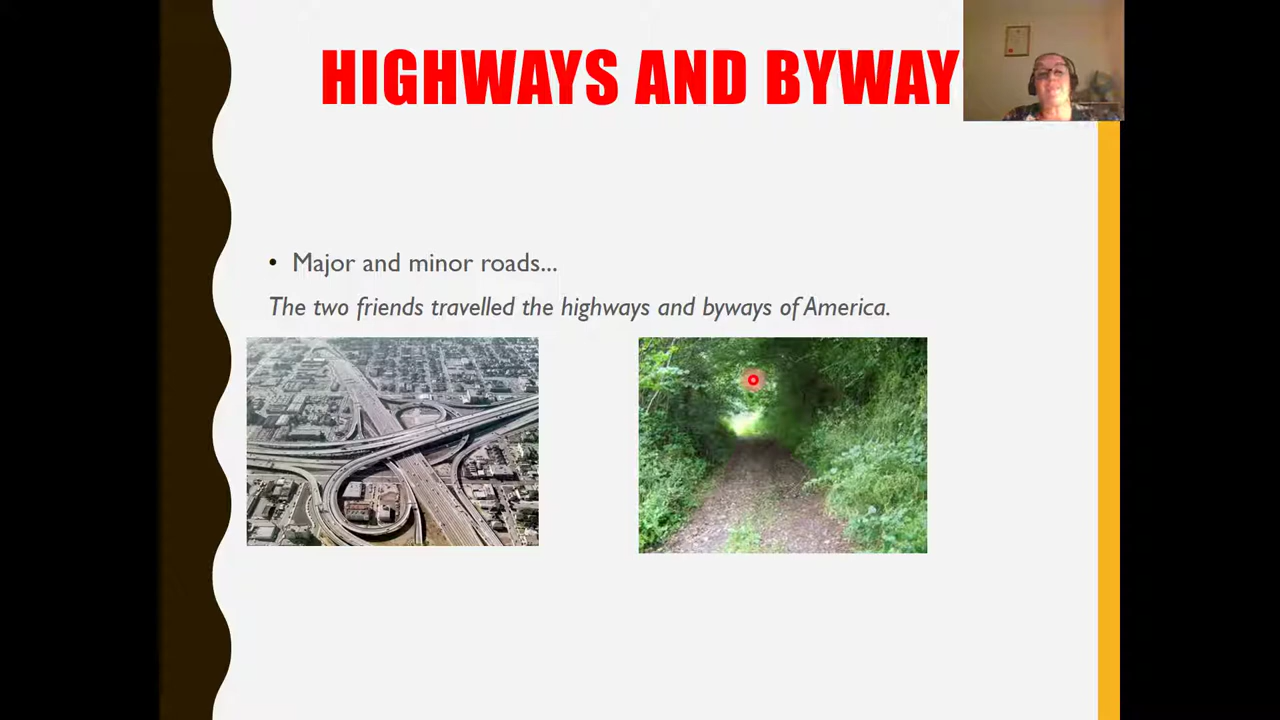 HIGHWAYS AND BYWAY
• Major and minor roads...
The two friends travelled the highways and byways of America.